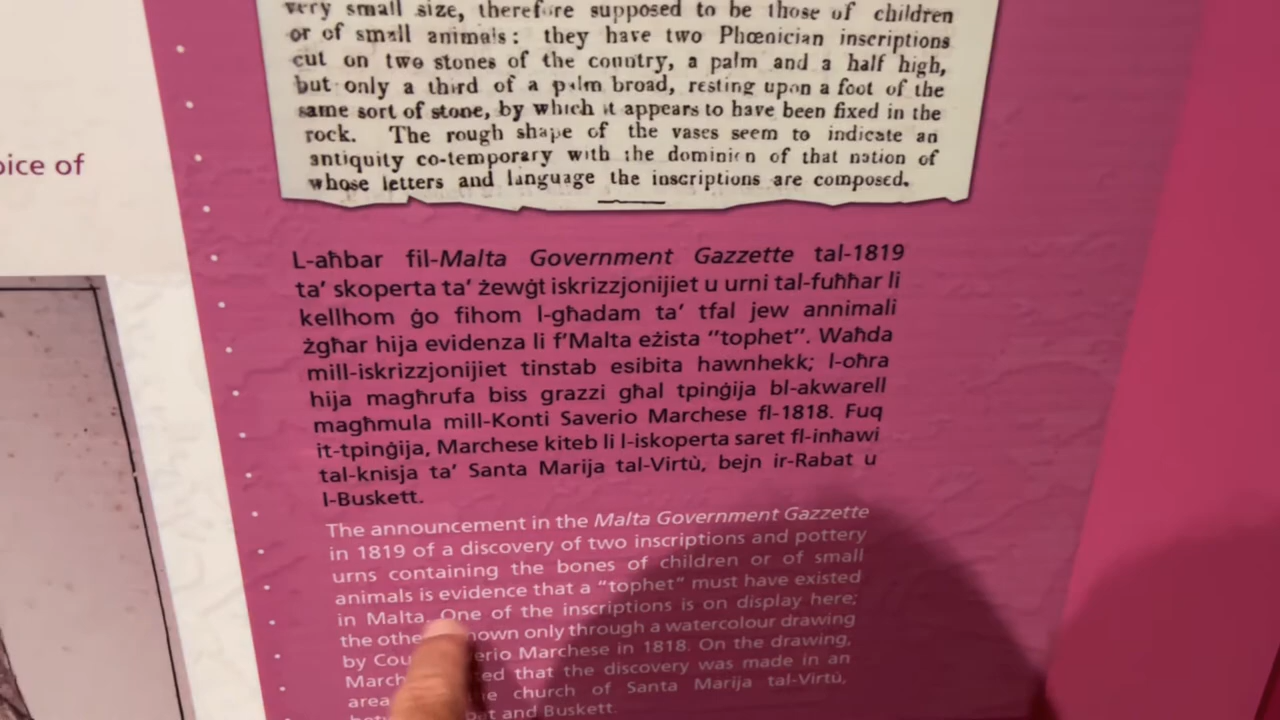 very small size, therefore supposed to be those of children
or of small animals: they have two Phœnician inscriptions
cut on two stones of the country, a palm and a half high,
but only a third of a palm broad, resting upon a foot of the
same sort of stone, by which it appears to have been fixed in the
rock. The rough shape of the vases seem to indicate an
antiquity co-temporary with the dominion of that nation of
whose letters and language the inscriptions are composed.
oice of
L-aħbar fil-Malta Government Gazzette tal-1819
ta’ skoperta ta’ żewġt iskrizzjonijiet u urni tal-fuħħar li
kellhom ġo fihom l-għadam ta’ tfal jew annimali
żgħar hija evidenza li f’Malta eżista “tophet”. Waħda
mill-iskrizzjonijiet tinstab esibita hawnhekk; l-oħra
hija magħrufa biss grazzi għal tpinġija bl-akwarell
magħmula mill-Konti Saverio Marchese fl-1818. Fuq
it-tpinġija, Marchese kiteb li l-iskoperta saret fl-inħawi
tal-knisja ta’ Santa Marija tal-Virtù, bejn ir-Rabat u
l-Buskett.
The announcement in the Malta Government Gazzette
in 1819 of a discovery of two inscriptions and pottery
urns containing the bones of children or of small
animals is evidence that a “tophet” must have existed
in Malta. One of the inscriptions is on display here;
the othe nown only through a watercolour drawing
by Cou erio Marchese in 1818. On the drawing,
March ed that the discovery was made in an
area e church of Santa Marija tal-Virtù,
and Buskett.